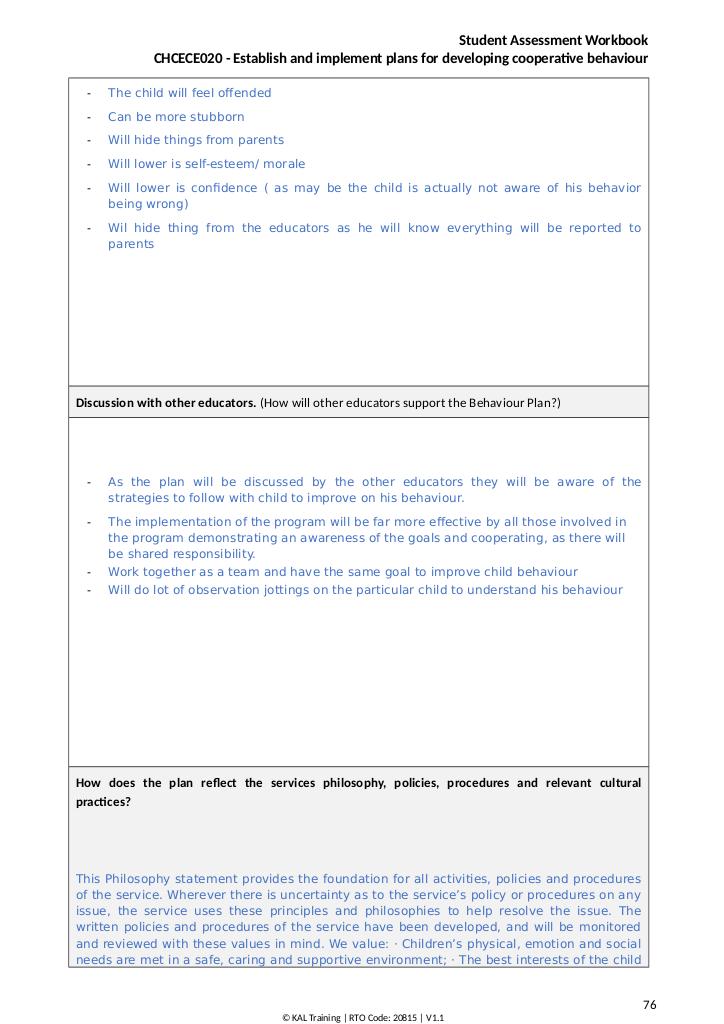 Student Assessment Workbook
CHCECE020 - Establish and implement plans for developing cooperative behaviour
- The child will feel offended
- Can be more stubborn
- Will hide things from parents
- Will lower is self-esteem/ morale
- Will lower is confidence ( as may be the child is actually not aware of his behavior
being wrong)
- Wil hide thing from the educators as he will know everything will be reported to
parents
Discussion with other educators. (How will other educators support the Behaviour Plan?)
- As the plan will be discussed by the other educators they will be aware of the
strategies to follow with child to improve on his behaviour.
- The implementation of the program will be far more effective by all those involved in
the program demonstrating an awareness of the goals and cooperating, as there will
be shared responsibility.
- Work together as a team and have the same goal to improve child behaviour
- Will do lot of observation jottings on the particular child to understand his behaviour
How does the plan reflect the services philosophy, policies, procedures and relevant cultural
practices?
This Philosophy statement provides the foundation for all activities, policies and procedures
of the service. Wherever there is uncertainty as to the service's policy or procedures on any
issue, the service uses these principles and philosophies to help resolve the issue. The
written policies and procedures of the service have been developed, and will be monitored
and reviewed with these values in mind. We value: · Children's physical, emotion and social
needs are met in a safe, caring and supportive environment; · The best interests of the child
76
© KAL Training | RTO Code: 20815 | V1.1